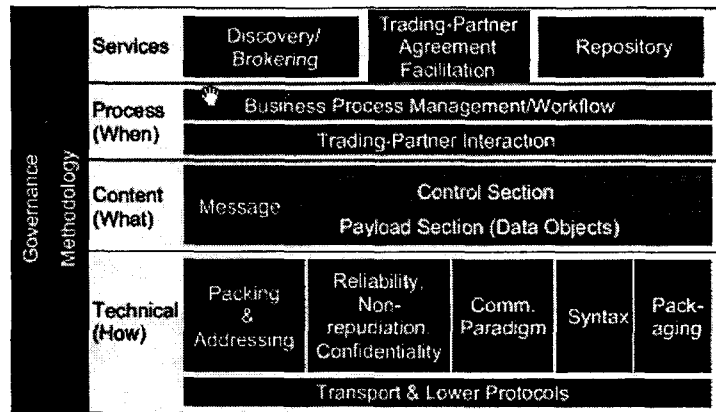 Governance
Methodology
Services
Discovery/
Brokering
Trading-Partner
Agreement
Facilitation
Repository
Process
(When)
Business Process Management/Workflow
Trading-Partner Interaction
Content
(What)
Message
Control Section
Payload Section (Data Objects)
Technical
(How)
Packing
&
Addressing
Reliability,
Non-
repudiation,
Confidentiality
Comm.
Paradigm
Syntax
Pack-
aging
Transport & Lower Protocols